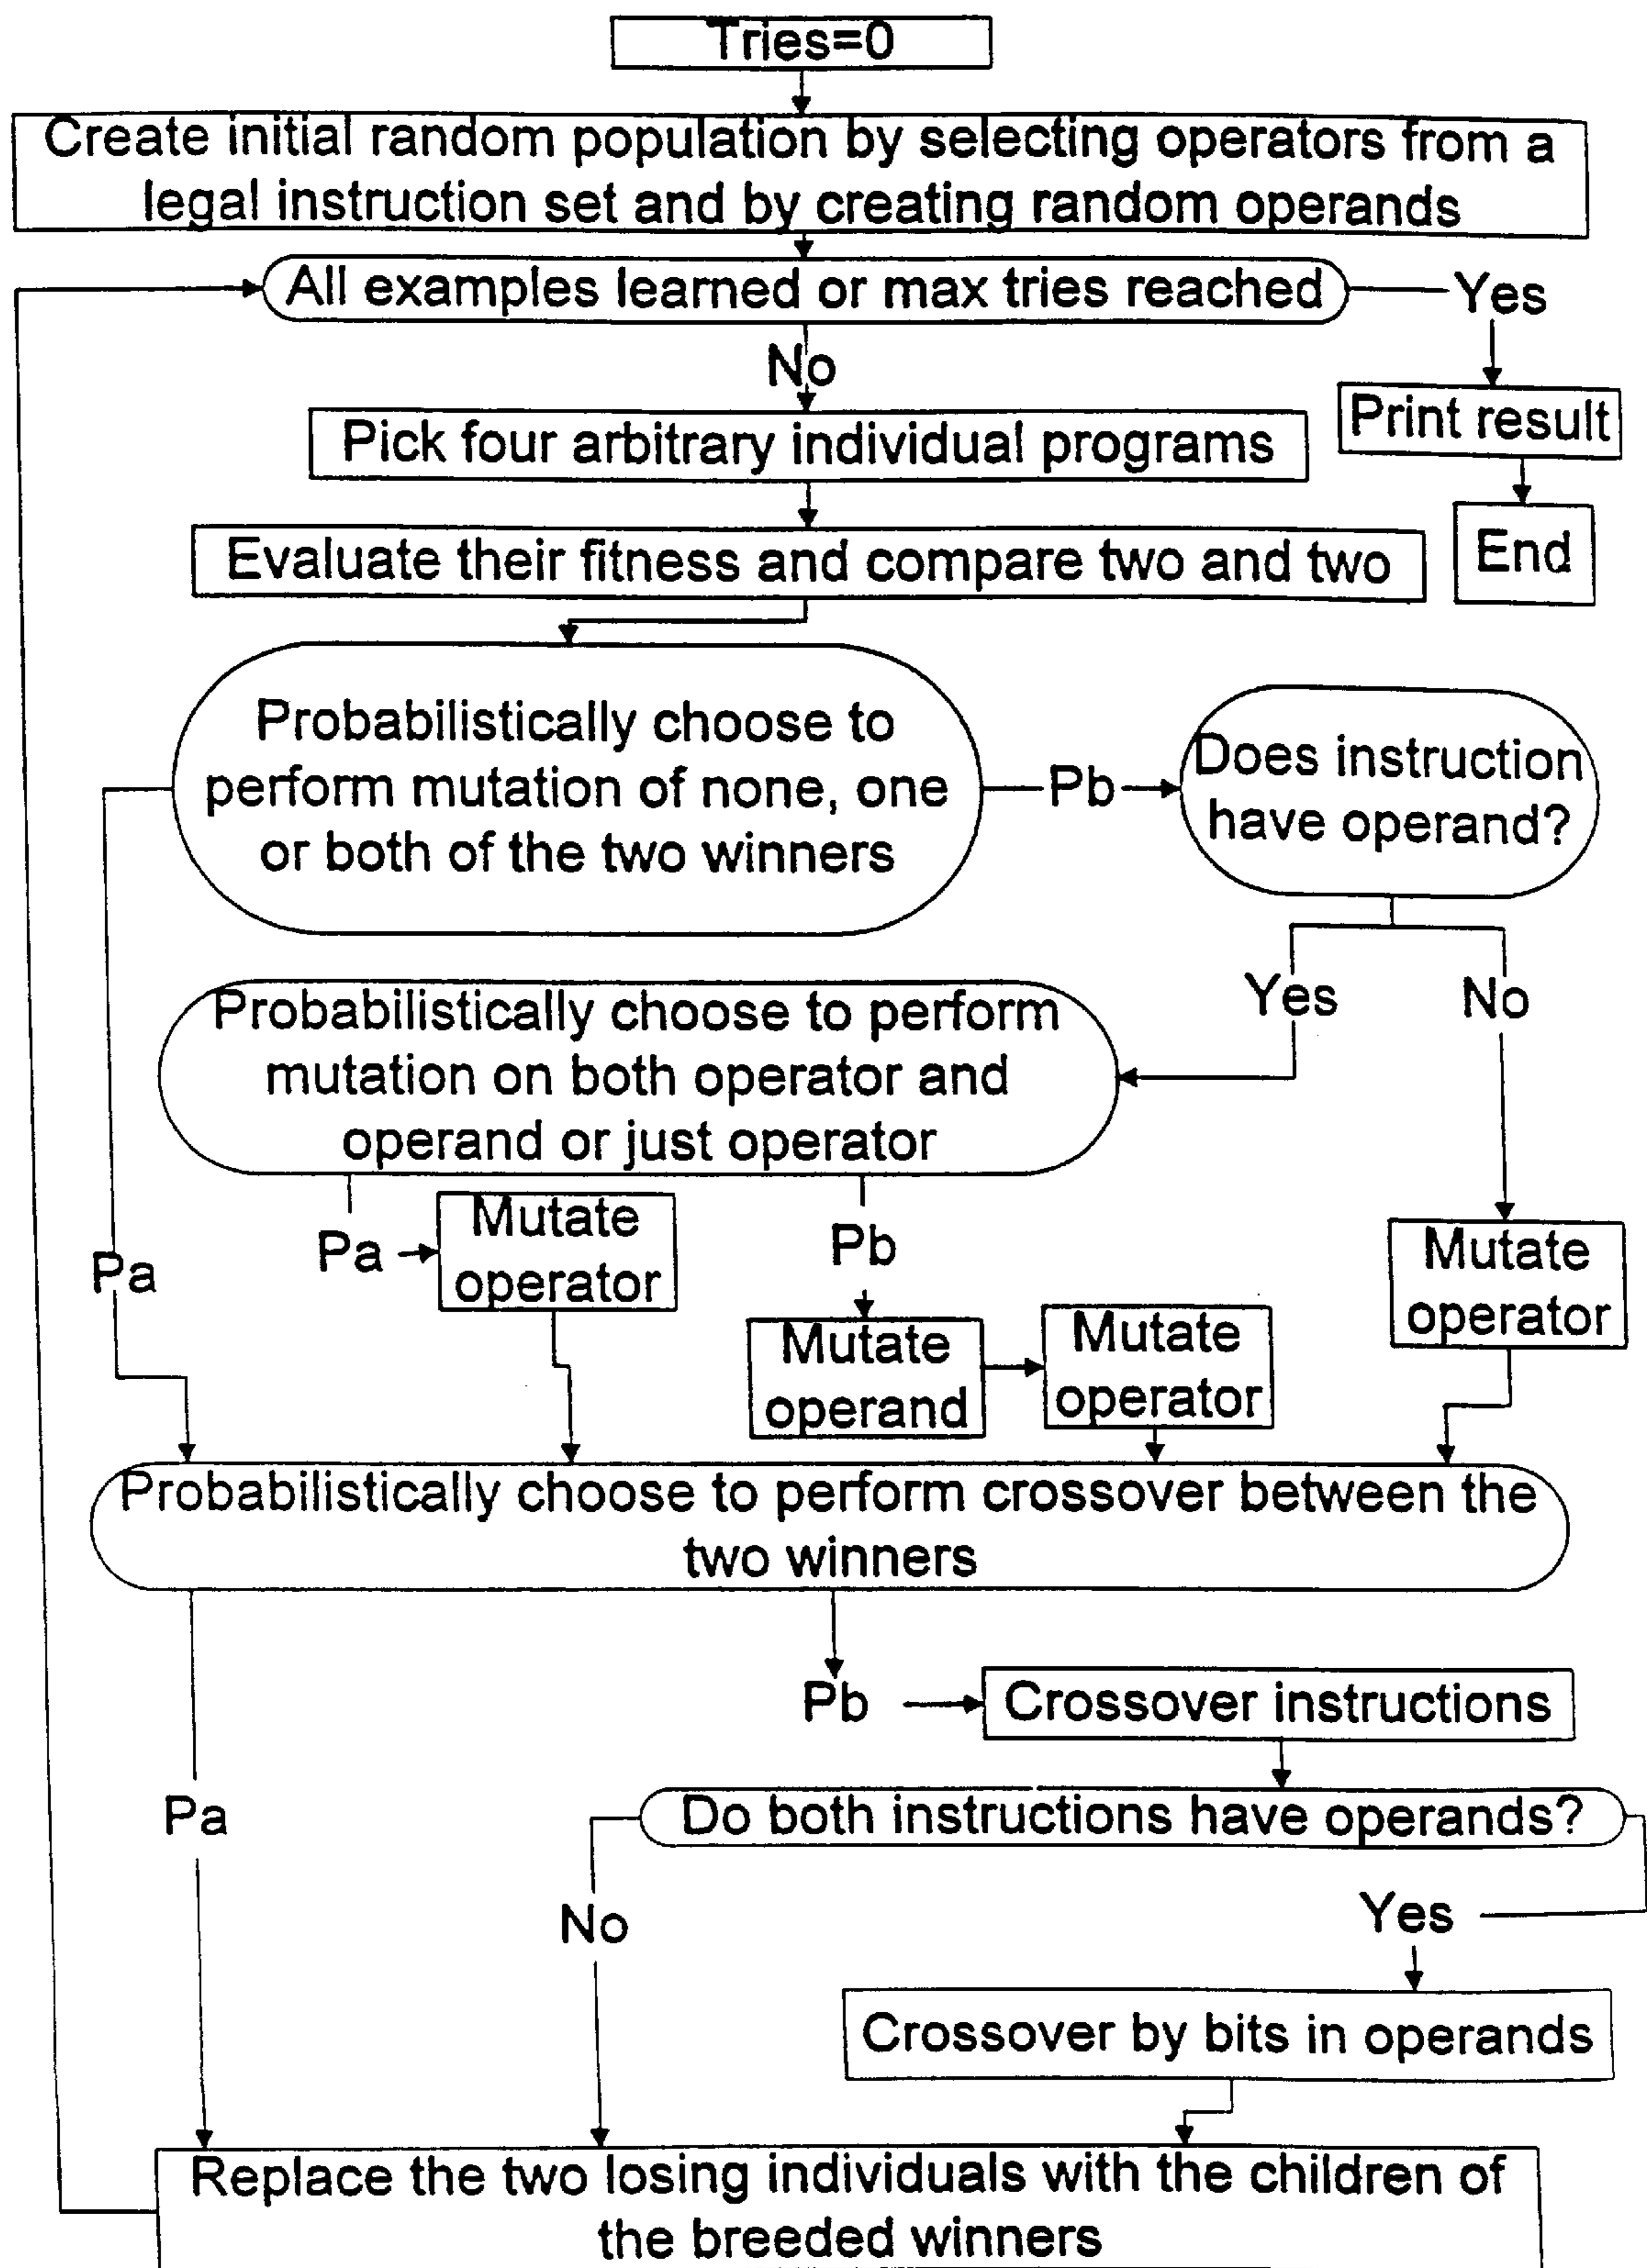 Tries=0
Create initial random population by selecting operators from a
legal instruction set and by creating random operands
All examples learned or max tries reached
Yes
No
Print result
Pick four arbitrary individual programs
End
Evaluate their fitness and compare two and two
Probabilistically choose to
perform mutation of none, one
or both of the two winners
Pb
Does instruction
have operand?
Yes
No
Probabilistically choose to perform
mutation on both operator and
operand or just operator
Pa
Pa
Mutate
operator
Pb
Mutate
operand
Mutate
operator
Mutate
operator
Probabilistically choose to perform crossover between the
two winners
Pb
Crossover instructions
Pa
Do both instructions have operands?
No
Yes
Crossover by bits in operands
Replace the two losing individuals with the children of
the breeded winners